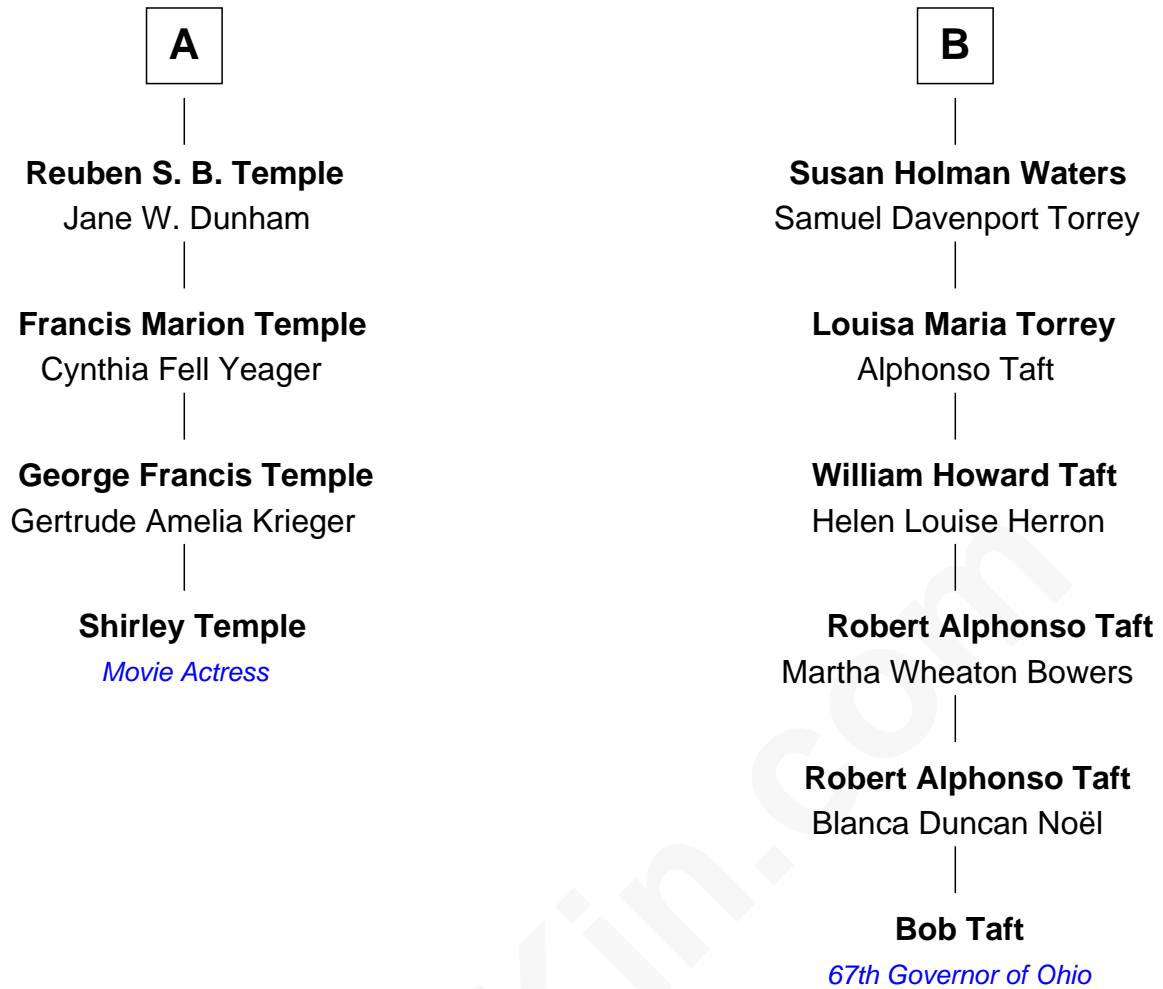 A
Reuben S. B. Temple
Jane W. Dunham
Francis Marion Temple
Cynthia Fell Yeager
George Francis Temple
Gertrude Amelia Krieger
Shirley Temple
Movie Actress
B
Susan Holman Waters
Samuel Davenport Torrey
Louisa Maria Torrey
Alphonso Taft
William Howard Taft
Helen Louise Herron
Robert Alphonso Taft
Martha Wheaton Bowers
Robert Alphonso Taft
Blanca Duncan Noël
Bob Taft
67th Governor of Ohio
Kin.com